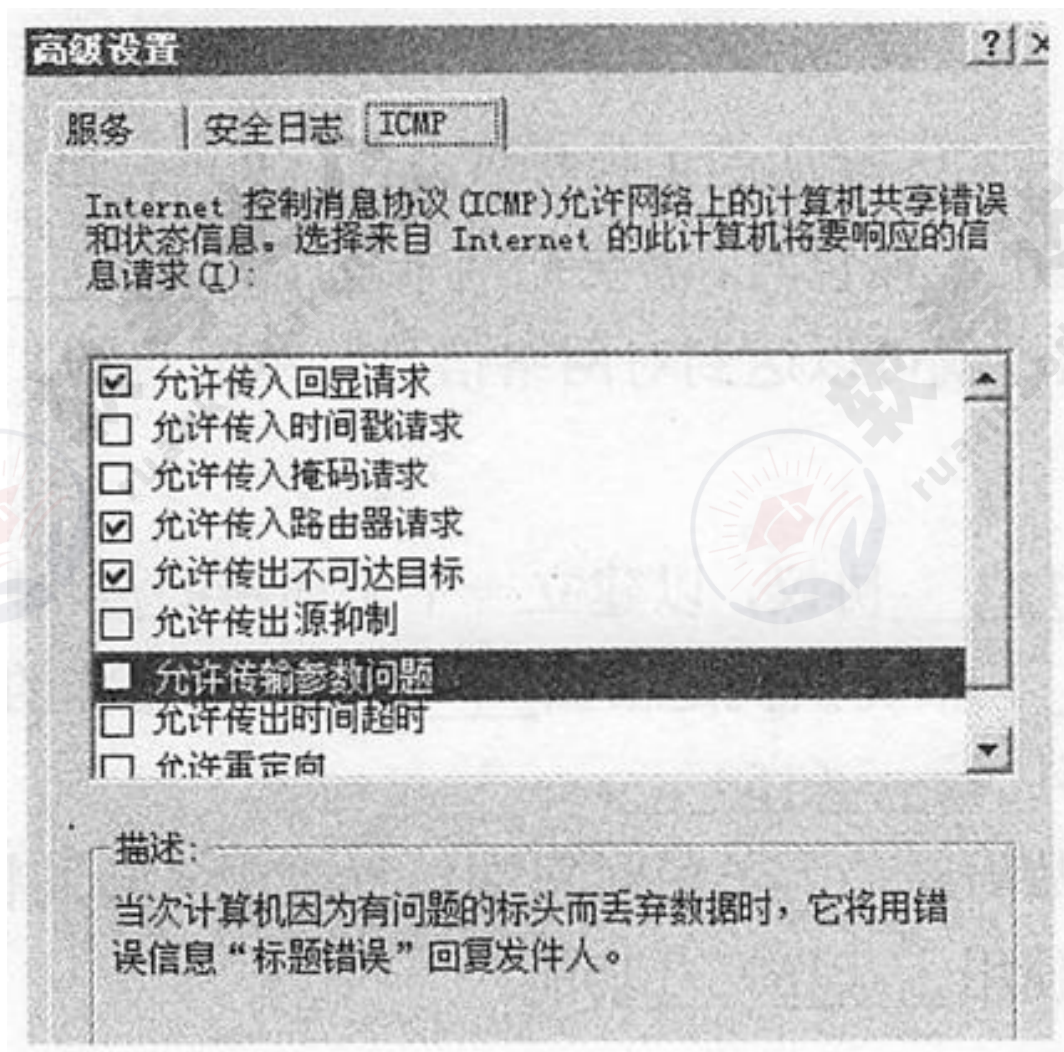 高级设置
服务 安全日志 ICMP
Internet 控制消息协议(ICMP)允许网络上的计算机共享错误
和状态信息。选择来自 Internet 的此计算机将要响应的信
息请求(I):
允许传入回显请求
允许传入时间戳请求
允许传入掩码请求
允许传入路由器请求
允许传出不可达目标
允许传出源抑制
允许传输参数问题
允许传出时间超时
允许重定向
描述:
当次计算机因为有问题的标头而丢弃数据时，它将用错
误信息“标题错误”回复发件人。